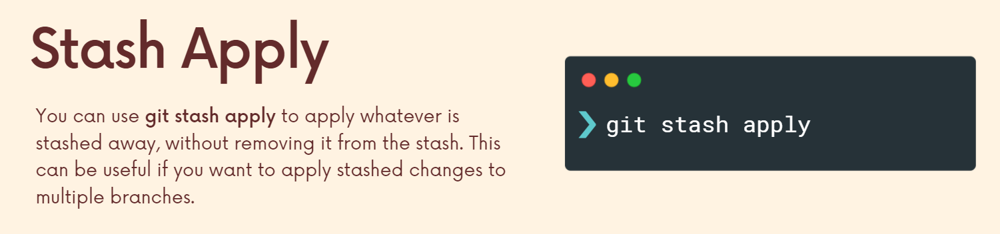 Stash Apply
You can use git stash apply to apply whatever is
stashed away, without removing it from the stash. This
can be useful if you want to apply stashed changes to
multiple branches.
❯ git stash apply